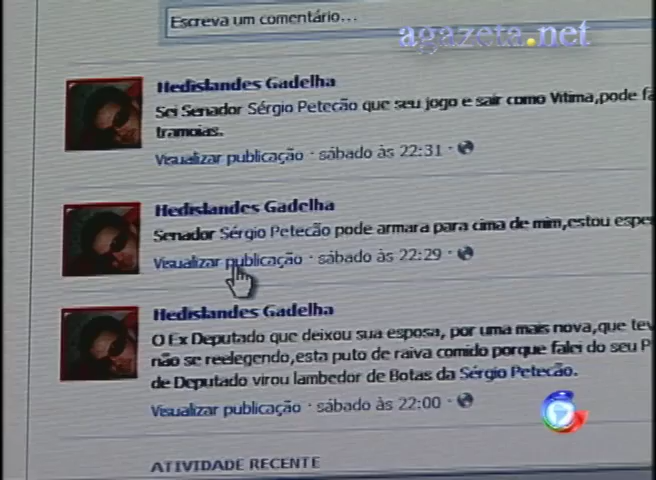 Escreva um comentário...
agazeta.net
Hedislandes Gadelha
Sei Senador Sérgio Petecão que seu jogo e sair como Vitima,pode fa
tramoias.
Visualizar publicação · sábado às 22:31 ·
Hedislandes Gadelha
Senador Sérgio Petecão pode armara para cima de mim,estou espe
Visualizar publicação · sábado às 22:29 ·
Hedislandes Gadelha
O Ex Deputado que deixou sua esposa, por uma mais nova,que tev
não se reelegendo,esta puto de raiva comido porque falei do seu P
de Deputado virou lambedor de Botas da Sérgio Petecão.
Visualizar publicação · sábado às 22:00 ·
ATIVIDADE RECENTE